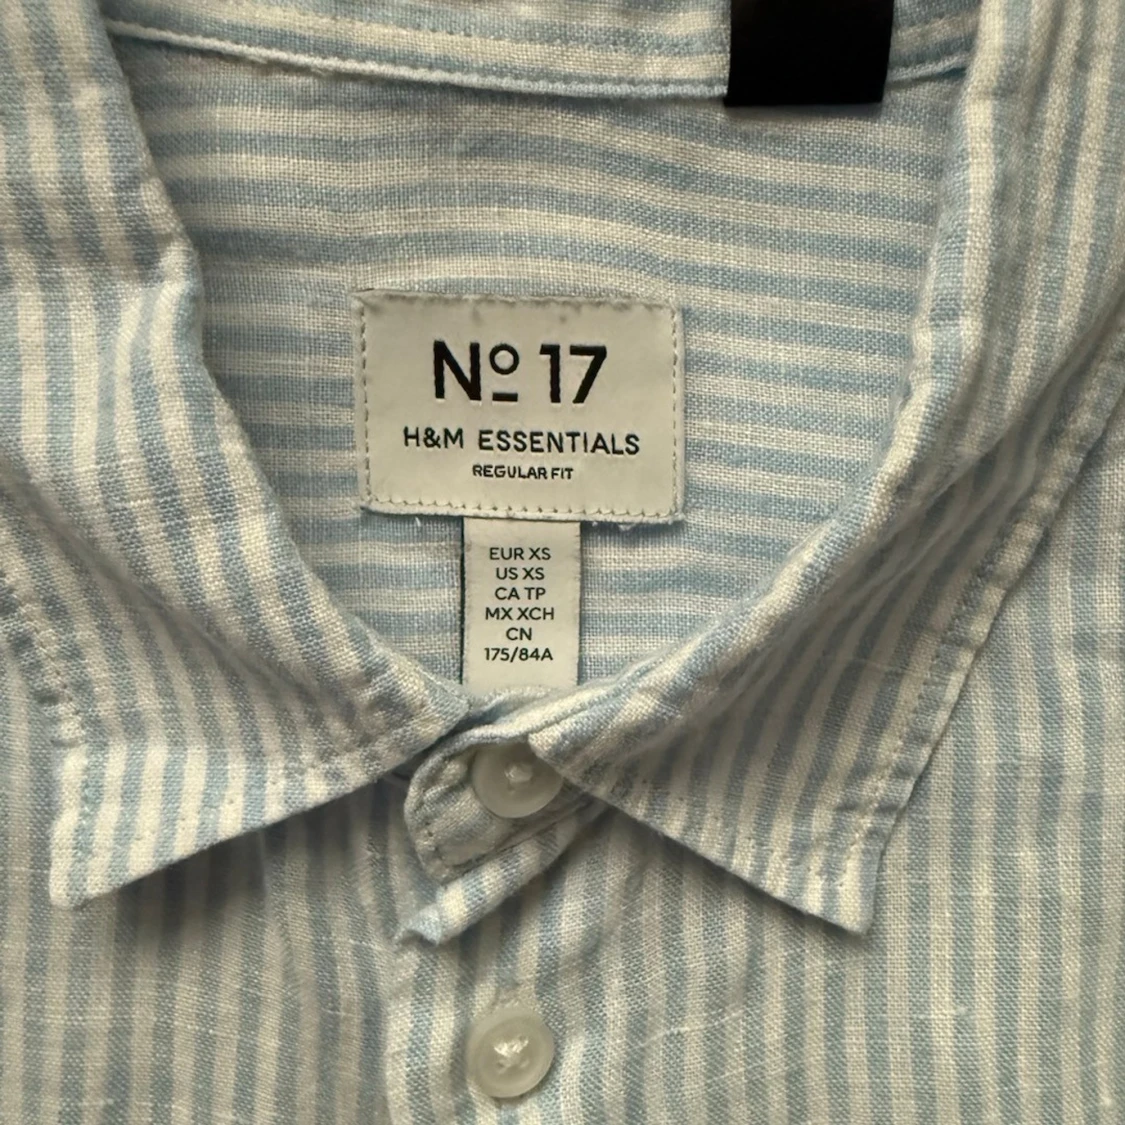 Nº 17
H&M ESSENTIALS
REGULAR FIT
EUR XS
US XS
CA TP
MX XCH
CN
175/84A